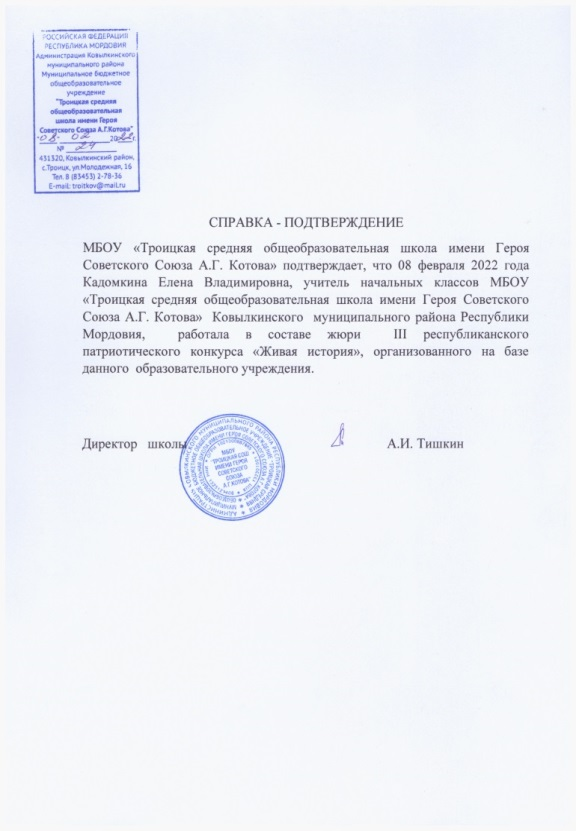 РОССИЙСКАЯ ФЕДЕРАЦИЯ
РЕСПУБЛИКА МОРДОВИЯ
Администрация Ковылкинского
муниципального района
Муниципальное бюджетное
общеобразовательное
учреждение
"Троицкая средняя
общеобразовательная
школа имени Героя
Советского Союза А.Г.Котова"
08. 02 2022г.
№ 24
431320, Ковылкинский район,
с.Троицк, ул.Молодежная, 16
Тел. 8 (83453) 2-78-36
E-mail: troitkov@mail.ru
СПРАВКА - ПОДТВЕРЖДЕНИЕ
МБОУ «Троицкая средняя общеобразовательная школа имени Героя
Советского Союза А.Г. Котова» подтверждает, что 08 февраля 2022 года
Кадомкина Елена Владимировна, учитель начальных классов МБОУ
«Троицкая средняя общеобразовательная школа имени Героя Советского
Союза А.Г. Котова» Ковылкинского муниципального района Республики
Мордовия, работала в составе жюри III республиканского
патриотического конкурса «Живая история», организованного на базе
данного образовательного учреждения.
Директор школы А.И. Тишкин
МБОУ
"ТРОИЦКАЯ СОШ
ИМЕНИ ГЕРОЯ
СОВЕТСКОГО
СОЮЗА
А.Г.КОТОВА"